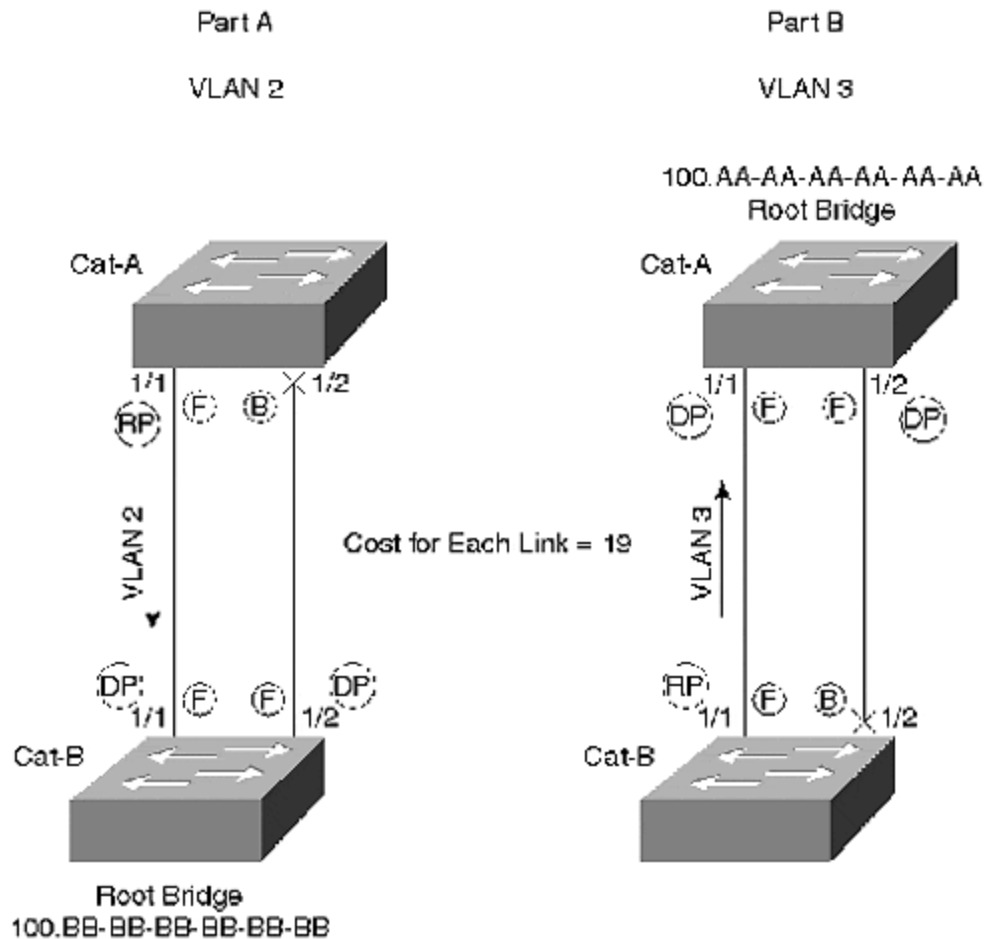 Part A
VLAN 2
Cat-A
1/1
1/2
RP
F
B
VLAN 2
DP
F
F
DP
1/1
1/2
Cat-B
Root Bridge
100.BB-BB-BB-BB-BB-BB
Cost for Each Link = 19
Part B
VLAN 3
100.AA-AA-AA-AA-AA-AA
Root Bridge
Cat-A
1/1
1/2
DP
F
F
DP
VLAN 3
RP
F
B
1/1
1/2
Cat-B